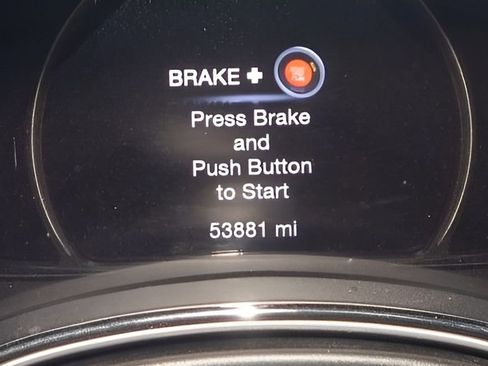 BRAKE +
Press Brake
and
Push Button
to Start
53881 mi